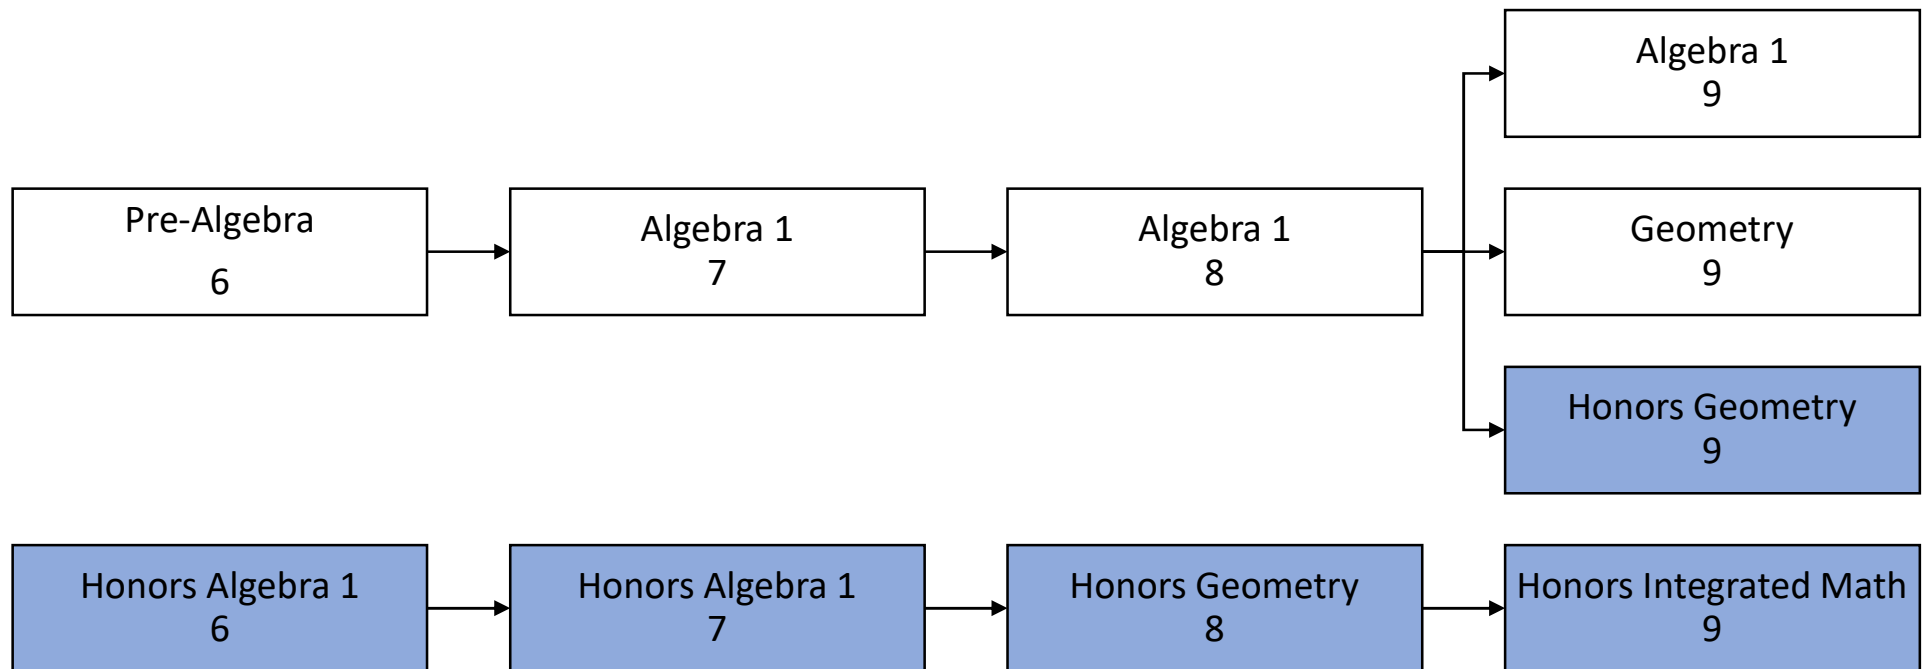 Algebra 1
9
Pre-Algebra
6
Algebra 1
7
Algebra 1
8
Geometry
9
Honors Geometry
9
Honors Algebra 1
6
Honors Algebra 1
7
Honors Geometry
8
Honors Integrated Math
9